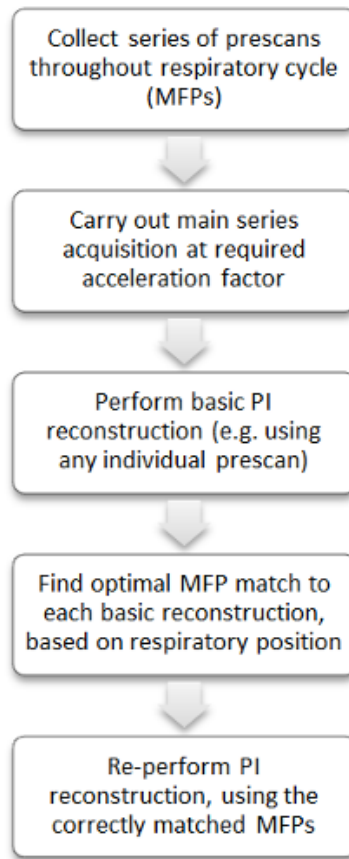 Collect series of prescans
throughout respiratory cycle
(MFPs)
Carry out main series
acquisition at required
acceleration factor
Perform basic PI
reconstruction (e.g. using
any individual prescan)
Find optimal MFP match to
each basic reconstruction,
based on respiratory position
Re-perform PI
reconstruction, using the
correctly matched MFPs